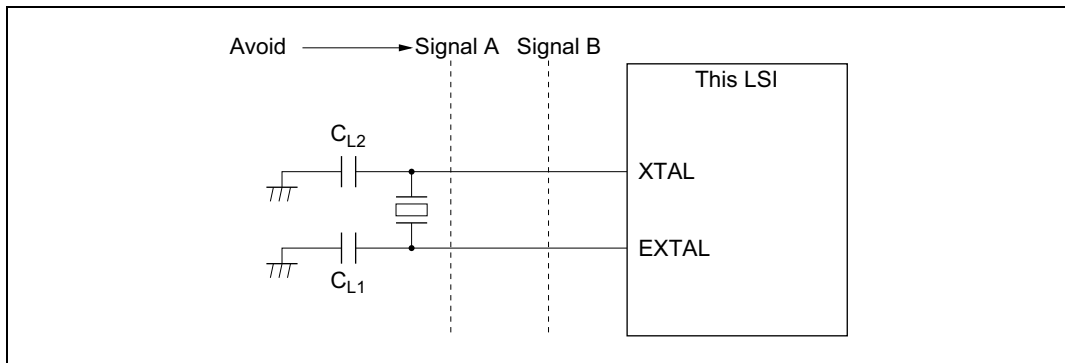 Avoid Signal A Signal B
This LSI
CL2
XTAL
EXTAL
CL1